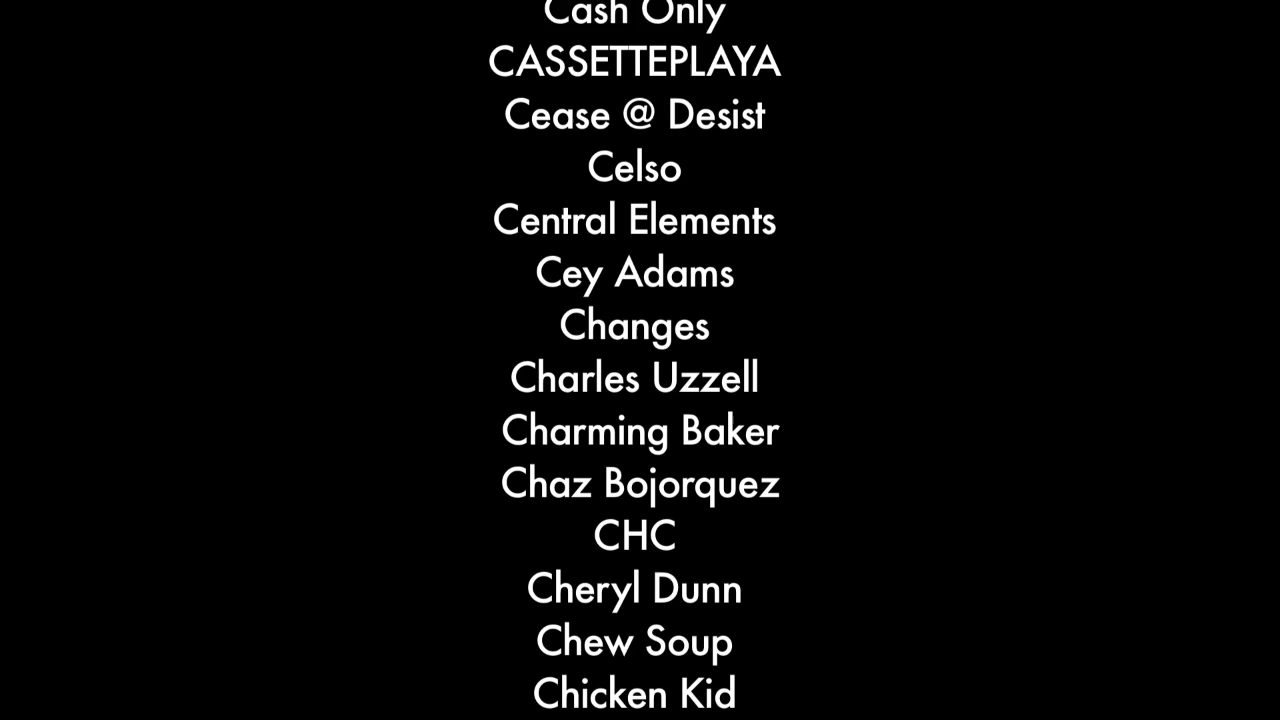 Cash Only
CASSETTEPLAYA
Cease @ Desist
Celso
Central Elements
Cey Adams
Changes
Charles Uzzell
Charming Baker
Chaz Bojorquez
CHC
Cheryl Dunn
Chew Soup
Chicken Kid